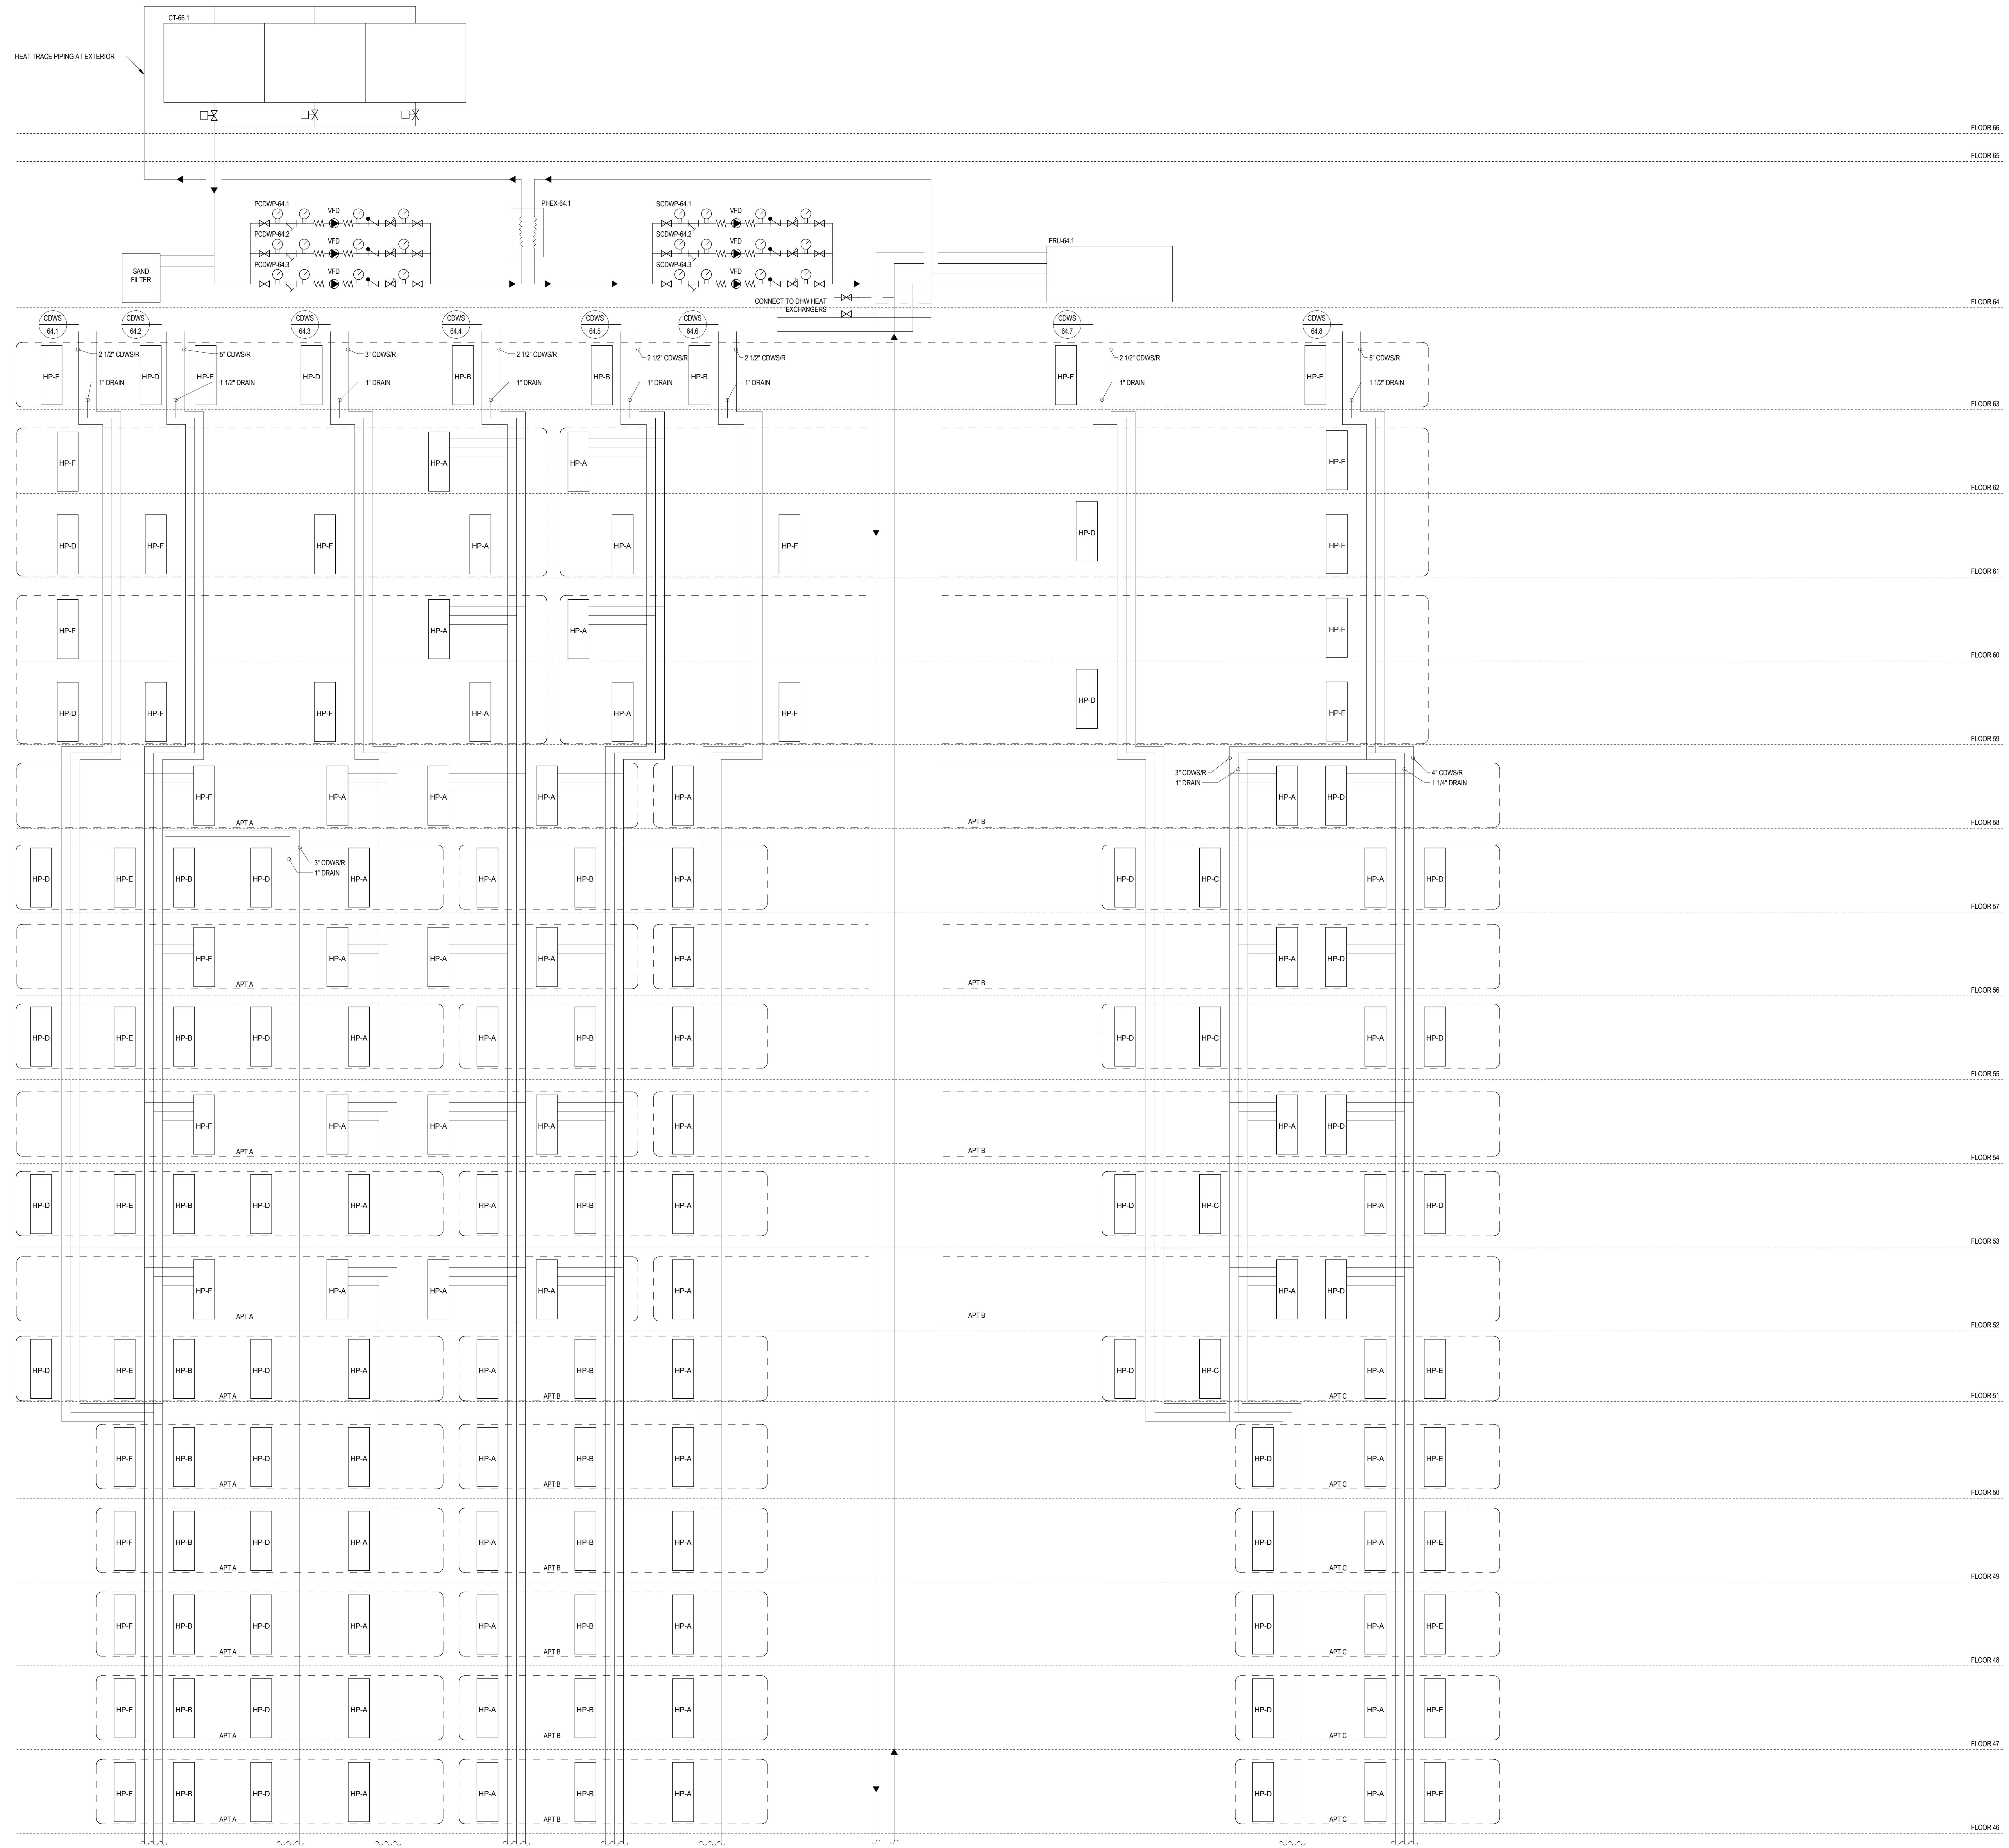 CT-66.1
HEAT TRACE PIPING AT EXTERIOR
FLOOR 66
FLOOR 65
PCDWP-64.1
VFD
PCDWP-64.2
VFD
PCDWP-64.3
VFD
PHEX-64.1
SCDWP-64.1
VFD
SCDWP-64.2
VFD
SCDWP-64.3
VFD
ERU-64.1
SAND
FILTER
CONNECT TO DHW HEAT
EXCHANGERS
FLOOR 64
CDWS
64.1
CDWS
64.2
CDWS
64.3
CDWS
64.4
CDWS
64.5
CDWS
64.6
CDWS
64.7
CDWS
64.8
2 1/2" CDWS/R
5" CDWS/R
3" CDWS/R
2 1/2" CDWS/R
2 1/2" CDWS/R
2 1/2" CDWS/R
2 1/2" CDWS/R
5" CDWS/R
HP-F
HP-D
HP-F
HP-D
HP-B
HP-B
HP-B
HP-F
HP-F
1" DRAIN
1 1/2" DRAIN
1" DRAIN
1" DRAIN
1" DRAIN
1" DRAIN
1" DRAIN
1 1/2" DRAIN
FLOOR 63
HP-F
HP-A
HP-A
HP-F
FLOOR 62
HP-D
HP-F
HP-F
HP-A
HP-A
HP-F
HP-D
HP-F
FLOOR 61
HP-F
HP-A
HP-A
HP-F
FLOOR 60
HP-D
HP-F
HP-F
HP-A
HP-A
HP-F
HP-D
HP-F
FLOOR 59
3" CDWS/R
1" DRAIN
4" CDWS/R
1 1/4" DRAIN
HP-F
HP-A
HP-A
HP-A
HP-A
HP-A
HP-D
APT A
APT B
FLOOR 58
3" CDWS/R
1" DRAIN
HP-D
HP-E
HP-B
HP-D
HP-A
HP-A
HP-B
HP-A
HP-D
HP-C
HP-A
HP-D
FLOOR 57
HP-F
HP-A
HP-A
HP-A
HP-A
HP-A
HP-D
APT A
APT B
FLOOR 56
HP-D
HP-E
HP-B
HP-D
HP-A
HP-A
HP-B
HP-A
HP-D
HP-C
HP-A
HP-D
FLOOR 55
HP-F
HP-A
HP-A
HP-A
HP-A
HP-A
HP-D
APT A
APT B
FLOOR 54
HP-D
HP-E
HP-B
HP-D
HP-A
HP-A
HP-B
HP-A
HP-D
HP-C
HP-A
HP-D
FLOOR 53
HP-F
HP-A
HP-A
HP-A
HP-A
HP-A
HP-D
APT A
APT B
FLOOR 52
HP-D
HP-E
HP-B
HP-D
HP-A
HP-A
HP-B
HP-A
HP-D
HP-C
HP-A
HP-E
APT A
APT B
APT C
FLOOR 51
HP-F
HP-B
HP-D
HP-A
HP-A
HP-B
HP-A
HP-D
HP-A
HP-E
APT A
APT B
APT C
FLOOR 50
HP-F
HP-B
HP-D
HP-A
HP-A
HP-B
HP-A
HP-D
HP-A
HP-E
APT A
APT B
APT C
FLOOR 49
HP-F
HP-B
HP-D
HP-A
HP-A
HP-B
HP-A
HP-D
HP-A
HP-E
APT A
APT B
APT C
FLOOR 48
HP-F
HP-B
HP-D
HP-A
HP-A
HP-B
HP-A
HP-D
HP-A
HP-E
APT A
APT B
APT C
FLOOR 47
HP-F
HP-B
HP-D
HP-A
HP-A
HP-B
HP-A
HP-D
HP-A
HP-E
APT A
APT B
APT C
FLOOR 46